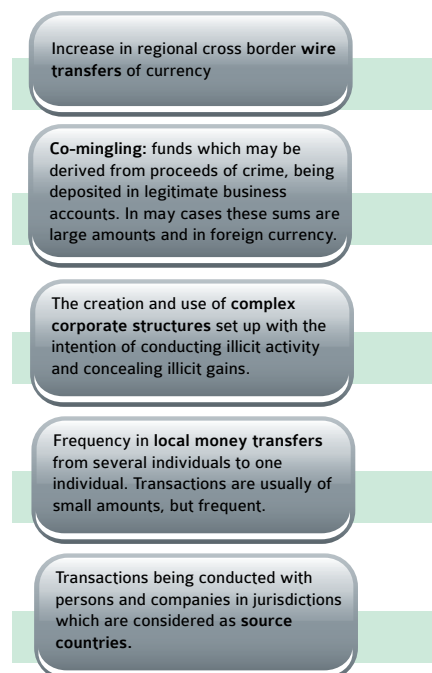 Increase in regional cross border wire
transfers of currency
Co-mingling: funds which may be
derived from proceeds of crime, being
deposited in legitimate business
accounts. In may cases these sums are
large amounts and in foreign currency.
The creation and use of complex
corporate structures set up with the
intention of conducting illicit activity
and concealing illicit gains.
Frequency in local money transfers
from several individuals to one
individual. Transactions are usually of
small amounts, but frequent.
Transactions being conducted with
persons and companies in jurisdictions
which are considered as source
countries.